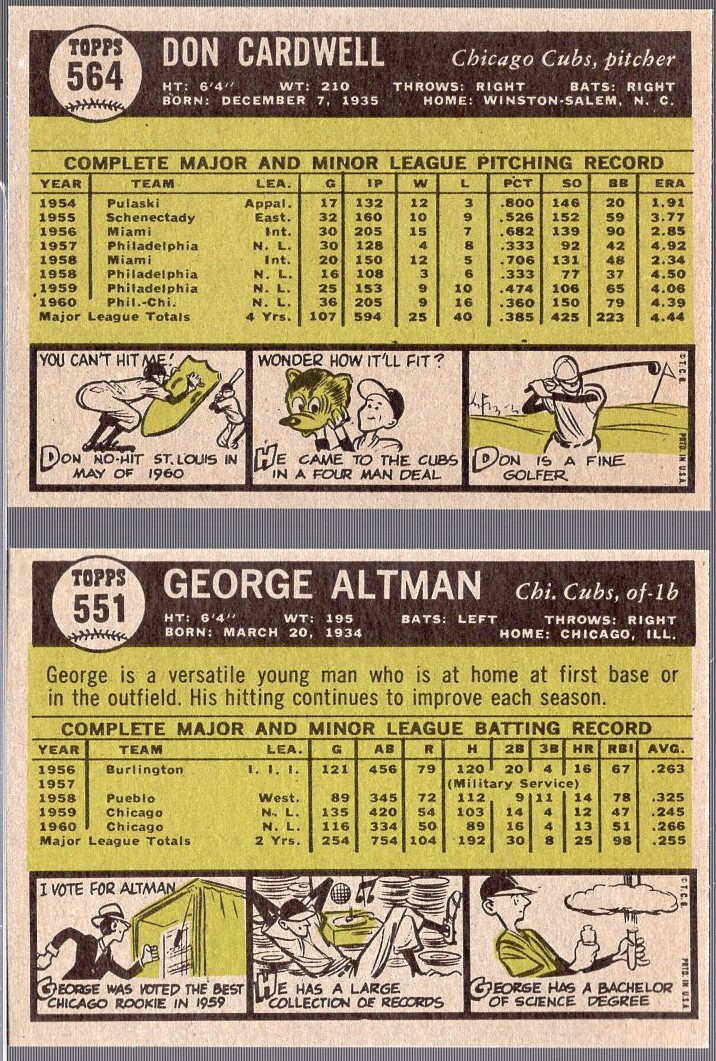 TOPPS
564
DON CARDWELL
Chicago Cubs, pitcher
HT: 6'4" WT: 210 THROWS: RIGHT BATS: RIGHT
BORN: DECEMBER 7, 1935 HOME: WINSTON-SALEM, N. C.
COMPLETE MAJOR AND MINOR LEAGUE PITCHING RECORD
YEAR TEAM LEA. G IP W L PCT SO BB ERA
1954 Pulaski Appal. 17 132 12 3 .800 146 20 1.91
1955 Schenectady East. 32 160 10 9 .526 152 59 3.77
1956 Miami Int. 30 205 15 7 .682 139 90 2.85
1957 Philadelphia N. L. 30 128 4 8 .333 92 42 4.92
1958 Miami Int. 20 150 12 5 .706 131 48 2.34
1958 Philadelphia N. L. 16 108 3 6 .333 77 37 4.50
1959 Philadelphia N. L. 25 153 9 10 .474 106 65 4.06
1960 Phil.-Chi. N. L. 36 205 9 16 .360 150 79 4.39
Major League Totals 4 Yrs. 107 594 25 40 .385 425 223 4.44
YOU CAN'T HIT ME!
DON NO-HIT ST. LOUIS IN
MAY OF 1960
WONDER HOW IT'LL FIT?
HE CAME TO THE CUBS
IN A FOUR MAN DEAL
DON IS A FINE
GOLFER
© T. C. G.
PRTD. IN U.S.A.
TOPPS
551
GEORGE ALTMAN
Chi. Cubs, of-1b
HT: 6'4" WT: 195 BATS: LEFT THROWS: RIGHT
BORN: MARCH 20, 1934 HOME: CHICAGO, ILL.
George is a versatile young man who is at home at first base or
in the outfield. His hitting continues to improve each season.
COMPLETE MAJOR AND MINOR LEAGUE BATTING RECORD
YEAR TEAM LEA. G AB R H 2B 3B HR RBI AVG.
1956 Burlington I. I. I. 121 456 79 120 20 4 16 67 .263
1957 (Military Service)
1958 Pueblo West. 89 345 72 112 9 11 14 78 .325
1959 Chicago N. L. 135 420 54 103 14 4 12 47 .245
1960 Chicago N. L. 116 334 50 89 16 4 13 51 .266
Major League Totals 2 Yrs. 254 754 104 192 30 8 25 98 .255
I VOTE FOR ALTMAN
GEORGE WAS VOTED THE BEST
CHICAGO ROOKIE IN 1959
HE HAS A LARGE
COLLECTION OF RECORDS
GEORGE HAS A BACHELOR
OF SCIENCE DEGREE
© T. C. G.
PRTD. IN U.S.A.